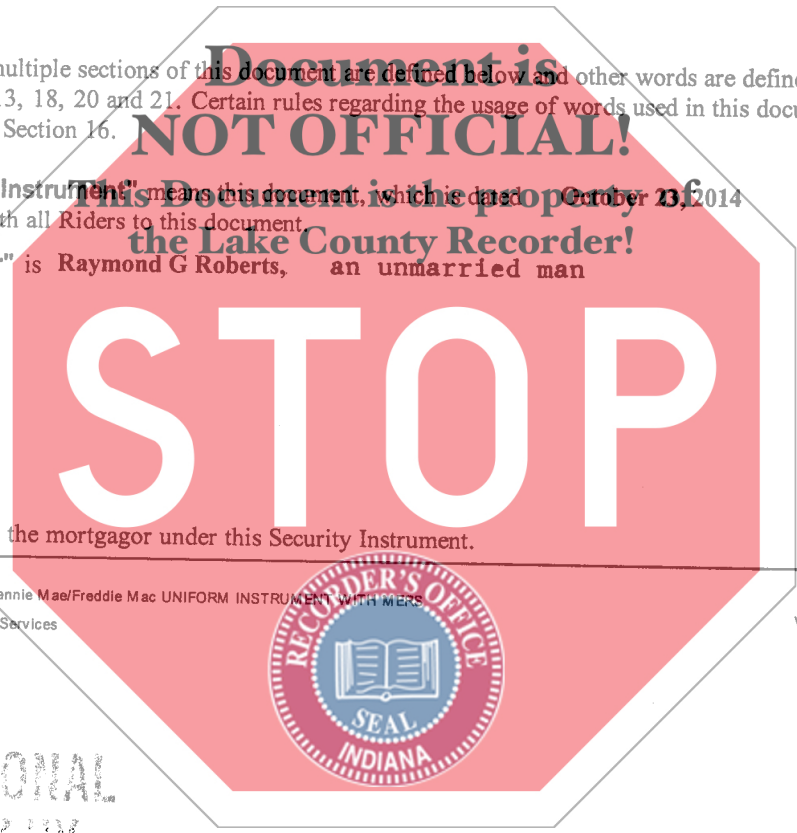 Document is
multiple sections of this document are defined below and other words are define
13, 18, 20 and 21. Certain rules regarding the usage of words used in this docu
Section 16.
NOT OFFICIAL!
Instrument" means this document, which is dated October 23, 2014
This Document is the property of
th all Riders to this document.
the Lake County Recorder!
r" is Raymond G Roberts, an unmarried man
STOP
the mortgagor under this Security Instrument.
annie Mae/Freddie Mac UNIFORM INSTRUMENT WITH MERS
Services
RECORDER'S OFFICE
SEAL
INDIANA
ONAL